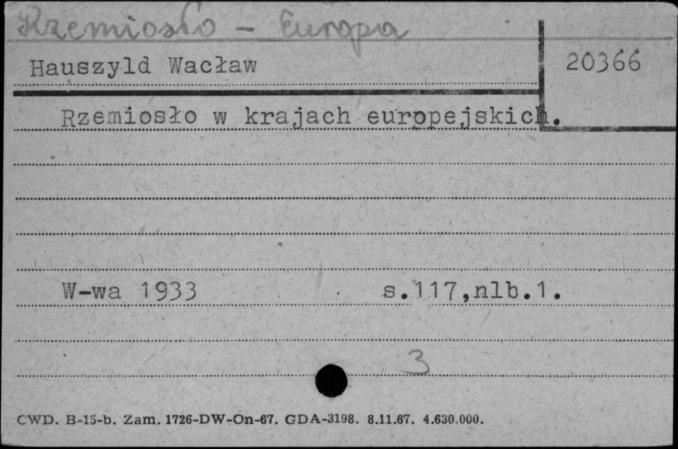 Rzemiosło - Europa
Hauszyld Wacław
20366
Rzemiosło w krajach europejskich.
W-wa 1933 s.117,nlb.1.
3
CWD. B-15-b. Zam. 1726-DW-On-67. GDA-3198. 8.11.67. 4.630.000.